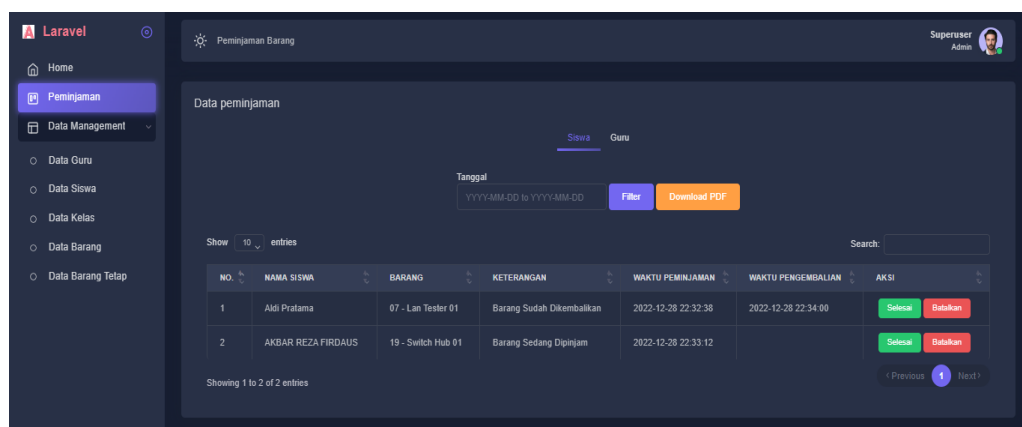 Laravel
Home
Peminjaman
Data Management
Data Guru
Data Siswa
Data Kelas
Data Barang
Data Barang Tetap
Peminjaman Barang
Superuser
Admin
Data peminjaman
Siswa Guru
Tanggal
YYYY-MM-DD to YYYY-MM-DD Filter Download PDF
Show 10 entries Search:
NO. NAMA SISWA BARANG KETERANGAN WAKTU PEMINJAMAN WAKTU PENGEMBALIAN AKSI
1 Aldi Pratama 07 - Lan Tester 01 Barang Sudah Dikembalikan 2022-12-28 22:32:38 2022-12-28 22:34:00 Selesai Batalkan
2 AKBAR REZA FIRDAUS 19 - Switch Hub 01 Barang Sedang Dipinjam 2022-12-28 22:33:12 Selesai Batalkan
Showing 1 to 2 of 2 entries
Previous 1 Next